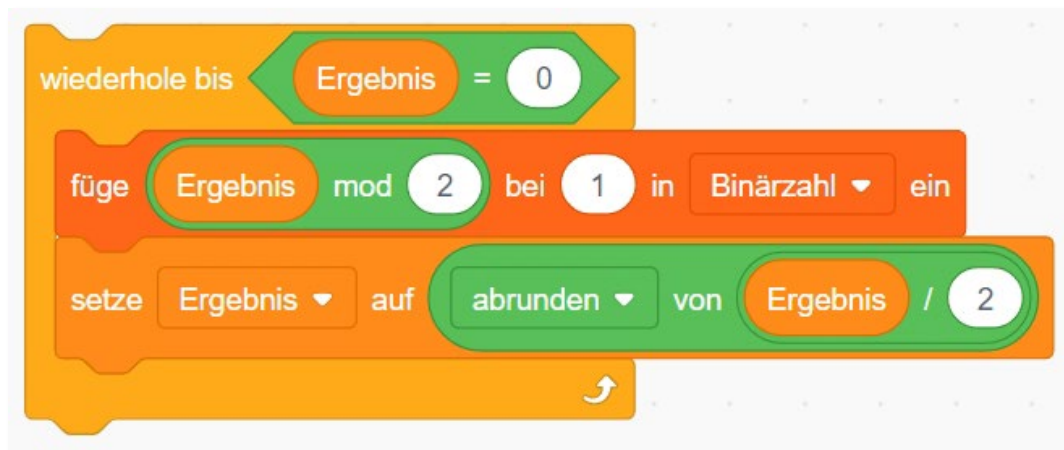 wiederhole bis Ergebnis = 0
füge Ergebnis mod 2 bei 1 in Binärzahl ein
setze Ergebnis auf abrunden von Ergebnis / 2